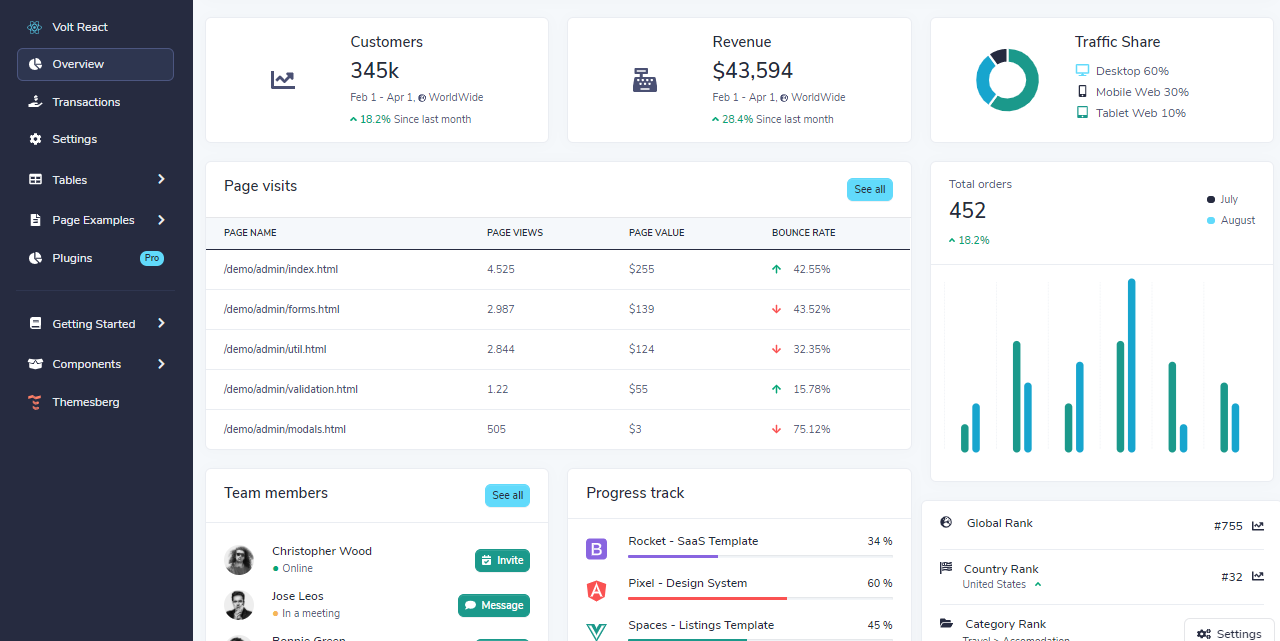 Volt React
Overview
Transactions
Settings
Tables
Page Examples
Plugins
Pro
Getting Started
Components
Themesberg
Customers
345k
Feb 1 - Apr 1, WorldWide
18.2% Since last month
Revenue
$43,594
Feb 1 - Apr 1, WorldWide
28.4% Since last month
Traffic Share
Desktop 60%
Mobile Web 30%
Tablet Web 10%
Page visits
See all
PAGE NAME PAGE VIEWS PAGE VALUE BOUNCE RATE
/demo/admin/index.html 4.525 $255 42.55%
/demo/admin/forms.html 2.987 $139 43.52%
/demo/admin/util.html 2.844 $124 32.35%
/demo/admin/validation.html 1.22 $55 15.78%
/demo/admin/modals.html 505 $3 75.12%
Total orders
452
18.2%
July
August
Team members
See all
Christopher Wood
Online
Invite
Jose Leos
In a meeting
Message
Bonnie Green
Progress track
Rocket - SaaS Template 34 %
Pixel - Design System 60 %
Spaces - Listings Template 45 %
Global Rank
#755
Country Rank
United States
#32
Category Rank
Travel > Accomodation
Settings